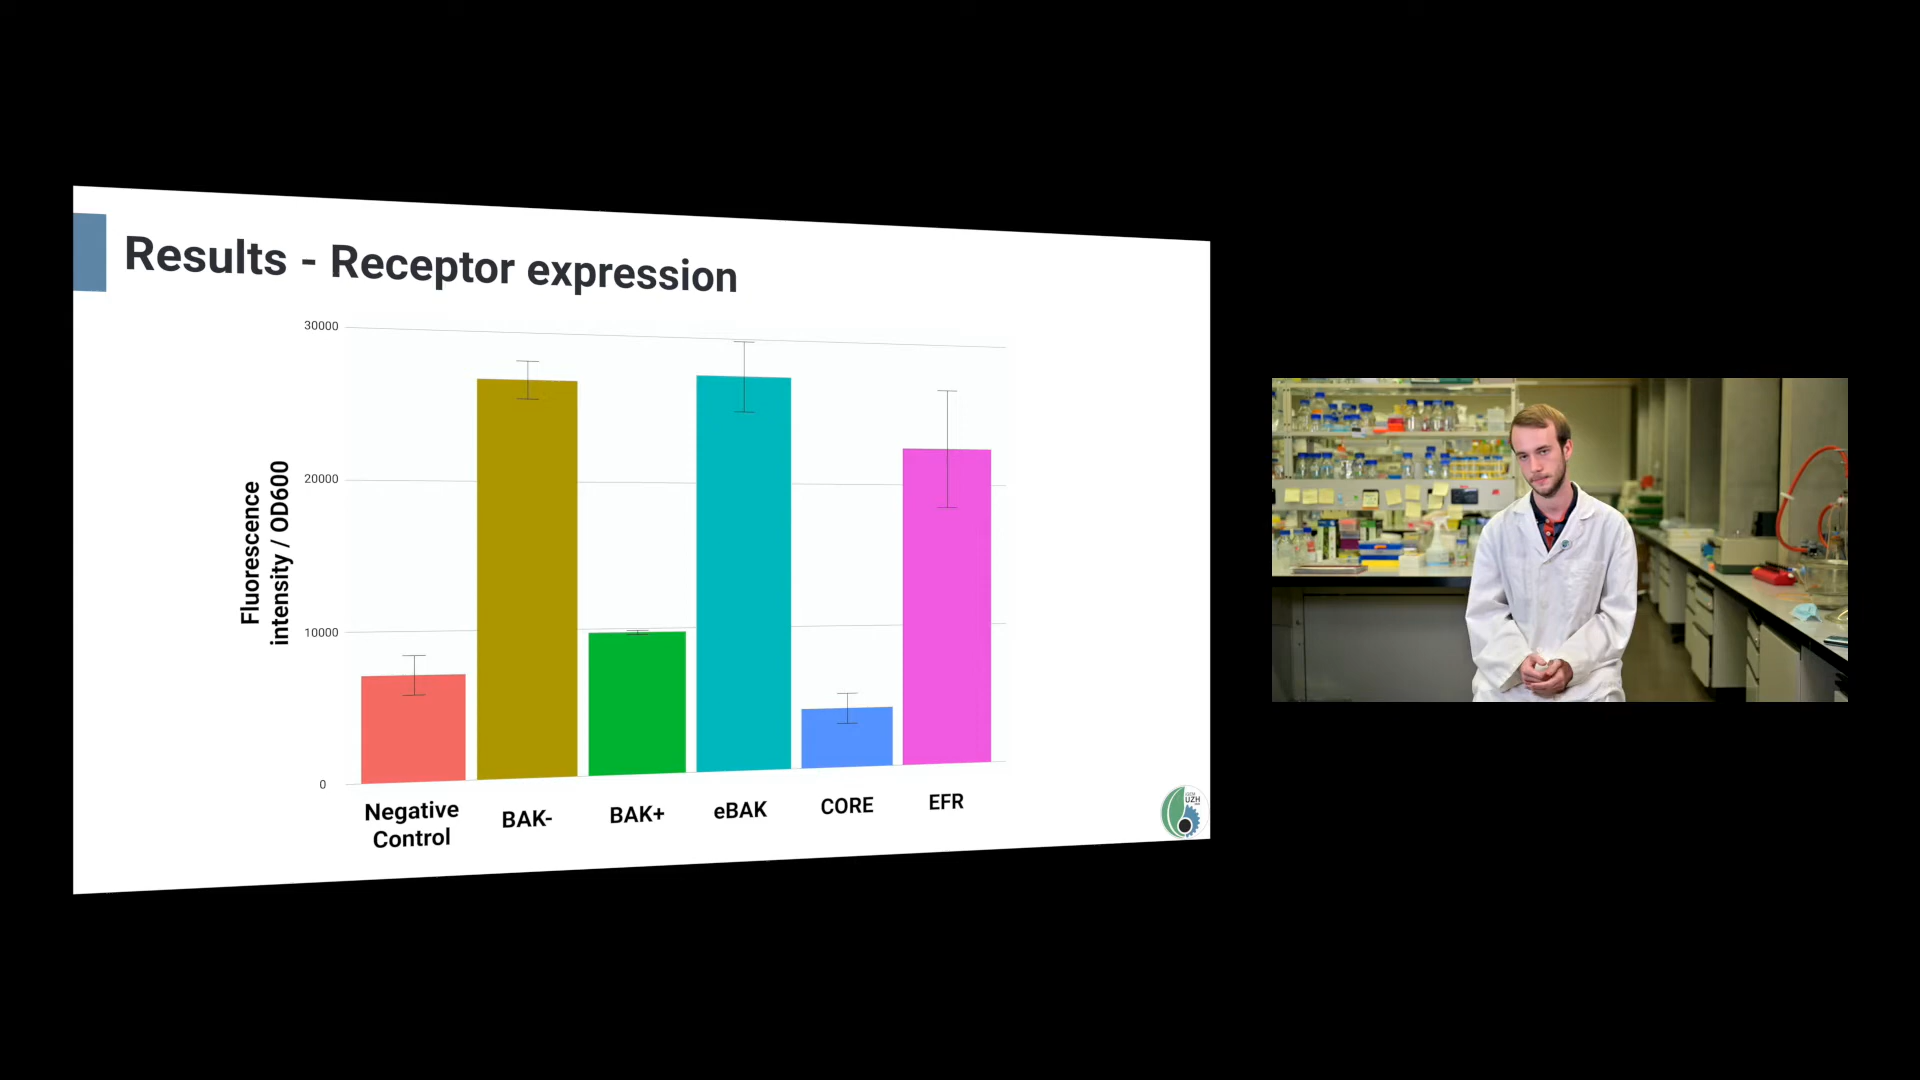 Results - Receptor expression
30000
20000
10000
0
Fluorescence
intensity / OD600
Negative
Control
BAK-
BAK+
eBAK
CORE
EFR
UZH